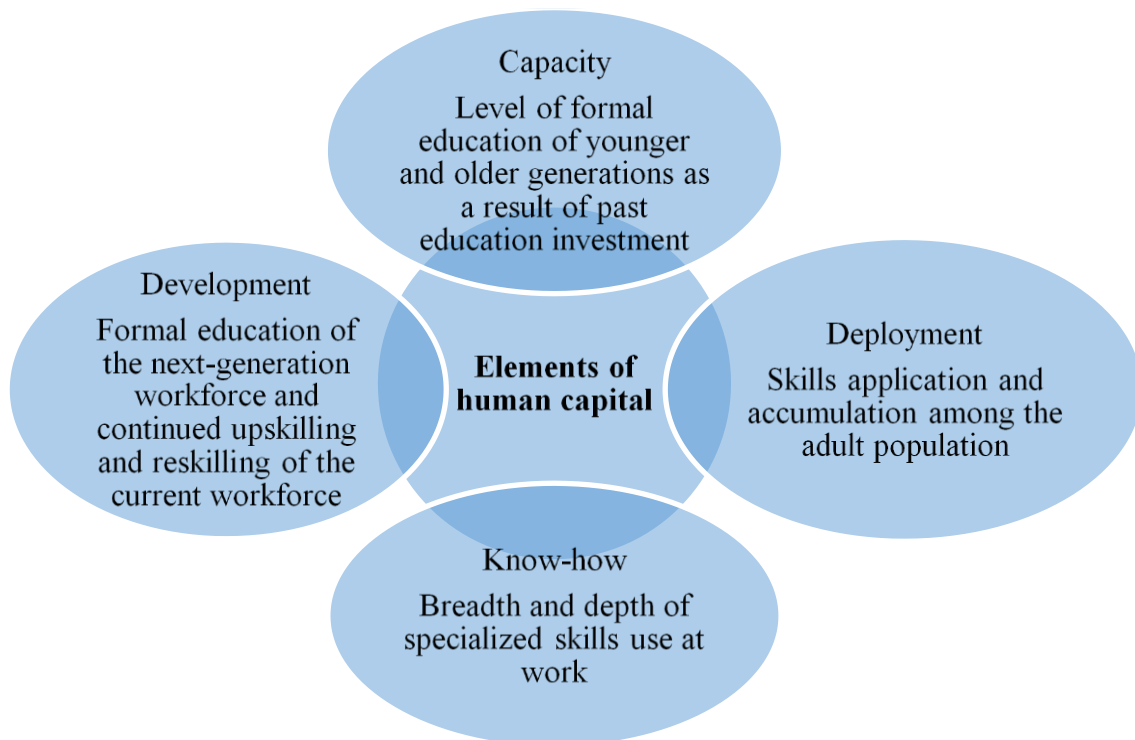 Capacity
Level of formal
education of younger
and older generations as
a result of past
education investment
Development
Formal education of
the next-generation
workforce and
continued upskilling
and reskilling of the
current workforce
Elements of
human capital
Deployment
Skills application and
accumulation among the
adult population
Know-how
Breadth and depth of
specialized skills use at
work